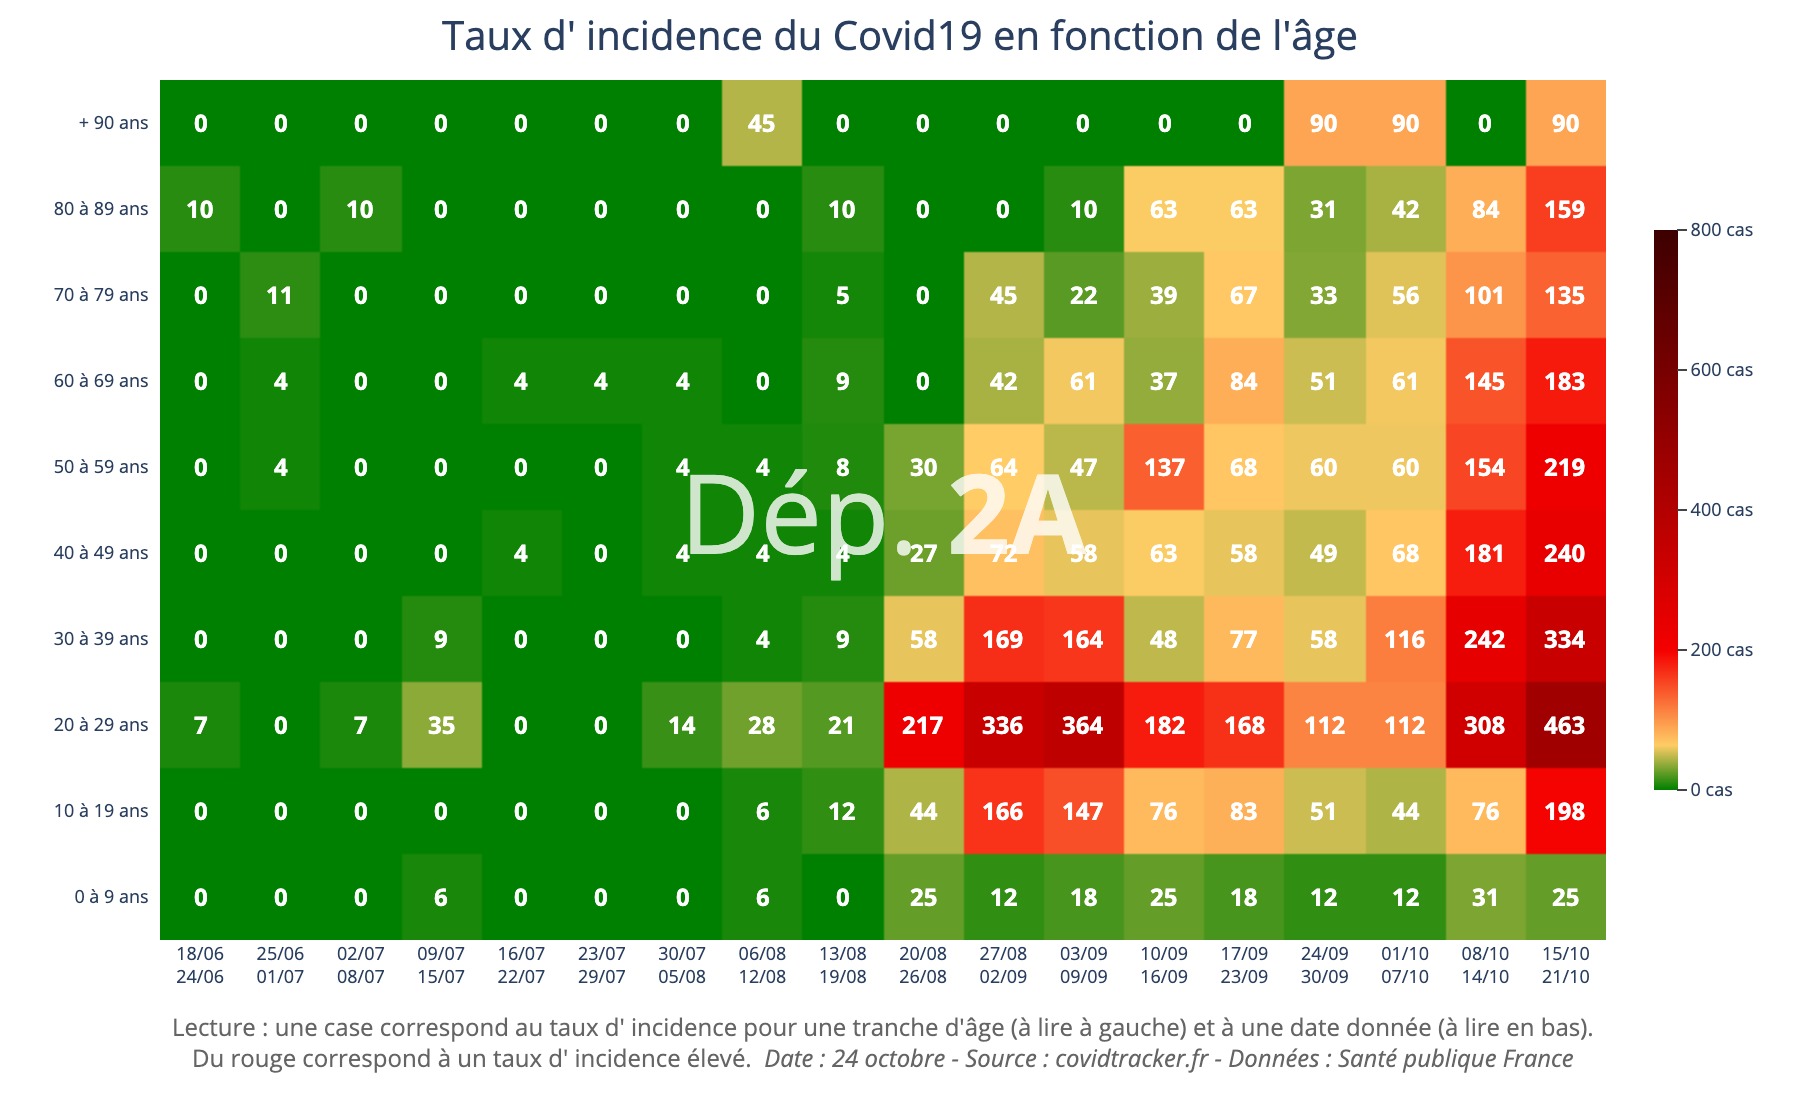 Taux d' incidence du Covid19 en fonction de l'âge
+ 90 ans 0 0 0 0 0 0 0 45 0 0 0 0 0 0 90 90 0 90
80 à 89 ans 10 0 10 0 0 0 0 0 10 0 0 10 63 63 31 42 84 159
70 à 79 ans 0 11 0 0 0 0 0 0 5 0 45 22 39 67 33 56 101 135
60 à 69 ans 0 4 0 0 4 4 4 0 9 0 42 61 37 84 51 61 145 183
50 à 59 ans 0 4 0 0 0 0 4 4 8 30 64 47 137 68 60 60 154 219
Dép. 2A
40 à 49 ans 0 0 0 0 4 0 4 4 4 27 72 58 63 58 49 68 181 240
30 à 39 ans 0 0 0 9 0 0 0 4 9 58 169 164 48 77 58 116 242 334
20 à 29 ans 7 0 7 35 0 0 14 28 21 217 336 364 182 168 112 112 308 463
10 à 19 ans 0 0 0 0 0 0 0 6 12 44 166 147 76 83 51 44 76 198
0 à 9 ans 0 0 0 6 0 0 0 6 0 25 12 18 25 18 12 12 31 25
18/06 25/06 02/07 09/07 16/07 23/07 30/07 06/08 13/08 20/08 27/08 03/09 10/09 17/09 24/09 01/10 08/10 15/10
24/06 01/07 08/07 15/07 22/07 29/07 05/08 12/08 19/08 26/08 02/09 09/09 16/09 23/09 30/09 07/10 14/10 21/10
800 cas
600 cas
400 cas
200 cas
0 cas
Lecture : une case correspond au taux d' incidence pour une tranche d'âge (à lire à gauche) et à une date donnée (à lire en bas).
Du rouge correspond à un taux d' incidence élevé. Date : 24 octobre - Source : covidtracker.fr - Données : Santé publique France